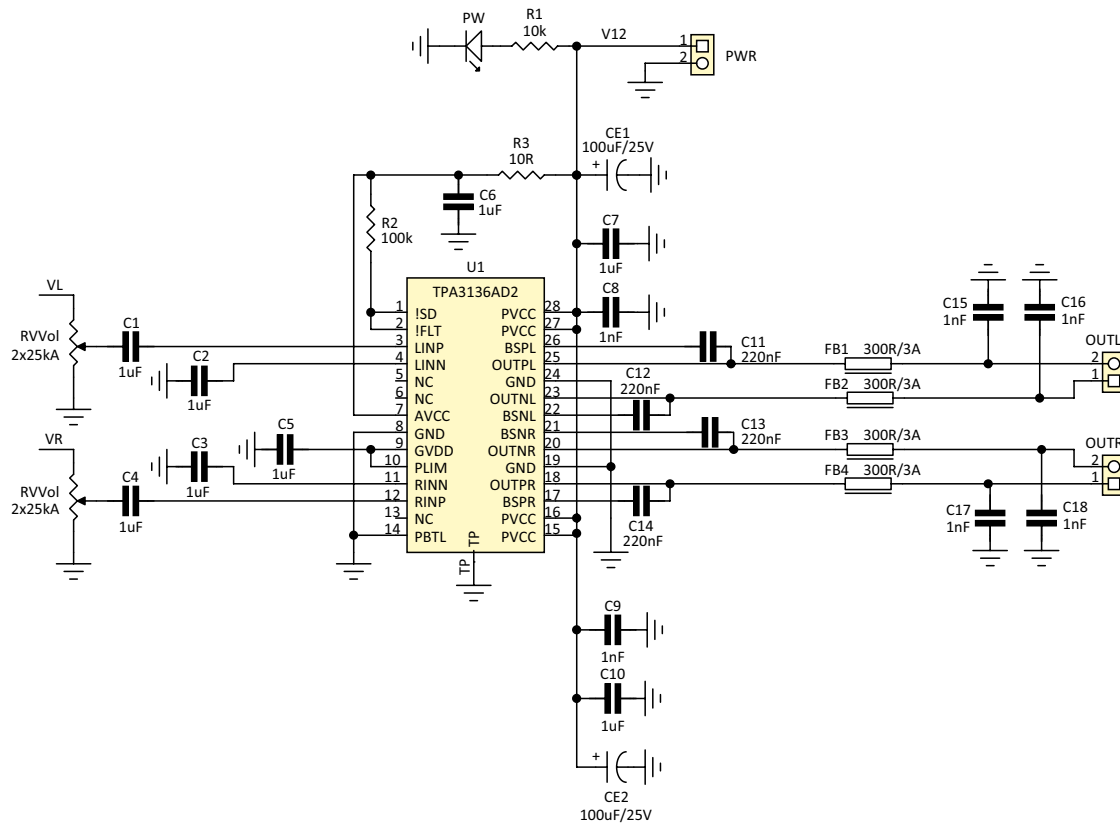 PW
R1
10k
V12
1
2
PWR
R3
10R
CE1
100uF/25V
+
C6
1uF
R2
100k
C7
1uF
C8
1nF
U1
TPA3136AD2
1 !SD
2 !FLT
3 LINP
4 LINN
5 NC
6 NC
7 AVCC
8 GND
9 GVDD
10 PLIM
11 RINN
12 RINP
13 NC
14 PBTL
PVCC 28
PVCC 27
BSPL 26
OUTPL 25
GND 24
OUTNL 23
BSNL 22
BSNR 21
OUTNR 20
GND 19
OUTPR 18
BSPR 17
PVCC 16
PVCC 15
TP
TP
VL
RVVol
2x25kA
C1
1uF
C2
1uF
VR
RVVol
2x25kA
C3
1uF
C4
1uF
C5
1uF
C11
220nF
C12
220nF
C13
220nF
C14
220nF
FB1 300R/3A
FB2 300R/3A
FB3 300R/3A
FB4 300R/3A
C15
1nF
C16
1nF
OUTL
2
1
OUTR
2
1
C17
1nF
C18
1nF
C9
1nF
C10
1uF
+
CE2
100uF/25V